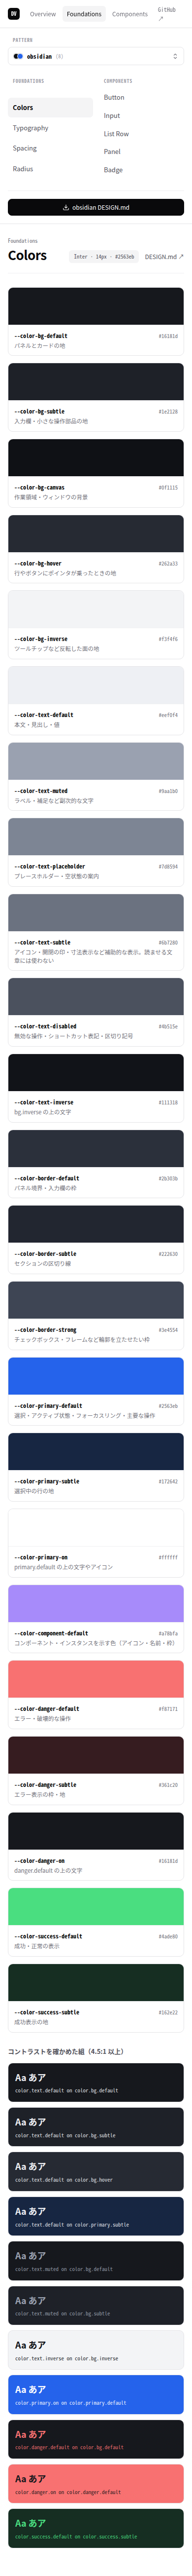 DV Overview Foundations Components GitHub ↗
PATTERN
obsidian (6)
FOUNDATIONS
Colors
Typography
Spacing
Radius
COMPONENTS
Button
Input
List Row
Panel
Badge
obsidian DESIGN.md
Foundations
Colors
Inter · 14px · #2563eb DESIGN.md ↗
--color-bg-default #16181d
パネルとカードの地
--color-bg-subtle #1e2128
入力欄・小さな操作部品の地
--color-bg-canvas #0f1115
作業領域・ウィンドウの背景
--color-bg-hover #262a33
行やボタンにポインタが乗ったときの地
--color-bg-inverse #f3f4f6
ツールチップなど反転した面の地
--color-text-default #eef0f4
本文・見出し・値
--color-text-muted #9aa1b0
ラベル・補足など副次的な文字
--color-text-placeholder #7d8594
プレースホルダー・空状態の案内
--color-text-subtle #6b7280
アイコン・開閉の印・寸法表示など補助的な表示。読ませる文
章には使わない
--color-text-disabled #4b515e
無効な操作・ショートカット表記・区切り記号
--color-text-inverse #111318
bg.inverse の上の文字
--color-border-default #2b303b
パネル境界・入力欄の枠
--color-border-subtle #222630
セクションの区切り線
--color-border-strong #3e4554
チェックボックス・フレームなど輪郭を立たせたい枠
--color-primary-default #2563eb
選択・アクティブ状態・フォーカスリング・主要な操作
--color-primary-subtle #172642
選択中の行の地
--color-primary-on #ffffff
primary.default の上の文字やアイコン
--color-component-default #a78bfa
コンポーネント・インスタンスを示す色（アイコン・名前・枠）
--color-danger-default #f87171
エラー・破壊的な操作
--color-danger-subtle #361c20
エラー表示の枠・地
--color-danger-on #16181d
danger.default の上の文字
--color-success-default #4ade80
成功・正常の表示
--color-success-subtle #162e22
成功表示の地
コントラストを確かめた組（4.5:1 以上）
Aa あア
color.text.default on color.bg.default
Aa あア
color.text.default on color.bg.subtle
Aa あア
color.text.default on color.bg.hover
Aa あア
color.text.default on color.primary.subtle
Aa あア
color.text.muted on color.bg.default
Aa あア
color.text.muted on color.bg.subtle
Aa あア
color.text.inverse on color.bg.inverse
Aa あア
color.primary.on on color.primary.default
Aa あア
color.danger.default on color.bg.default
Aa あア
color.danger.on on color.danger.default
Aa あア
color.success.default on color.success.subtle